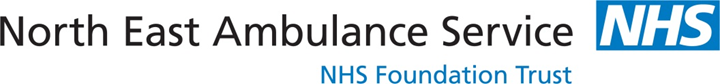 North East Ambulance Service NHS
NHS Foundation Trust